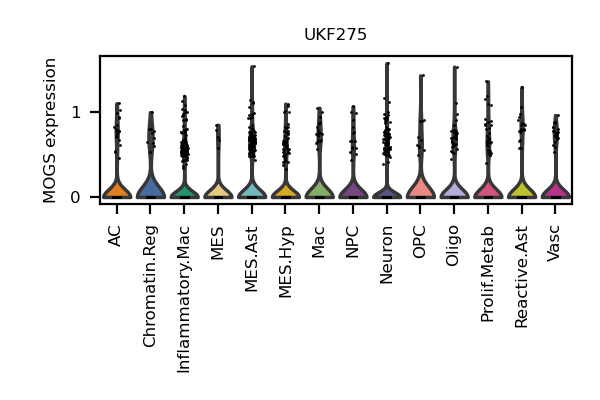 UKF275
MOGS expression
1
0
AC
Chromatin.Reg
Inflammatory.Mac
MES
MES.Ast
MES.Hyp
Mac
NPC
Neuron
OPC
Oligo
Prolif.Metab
Reactive.Ast
Vasc